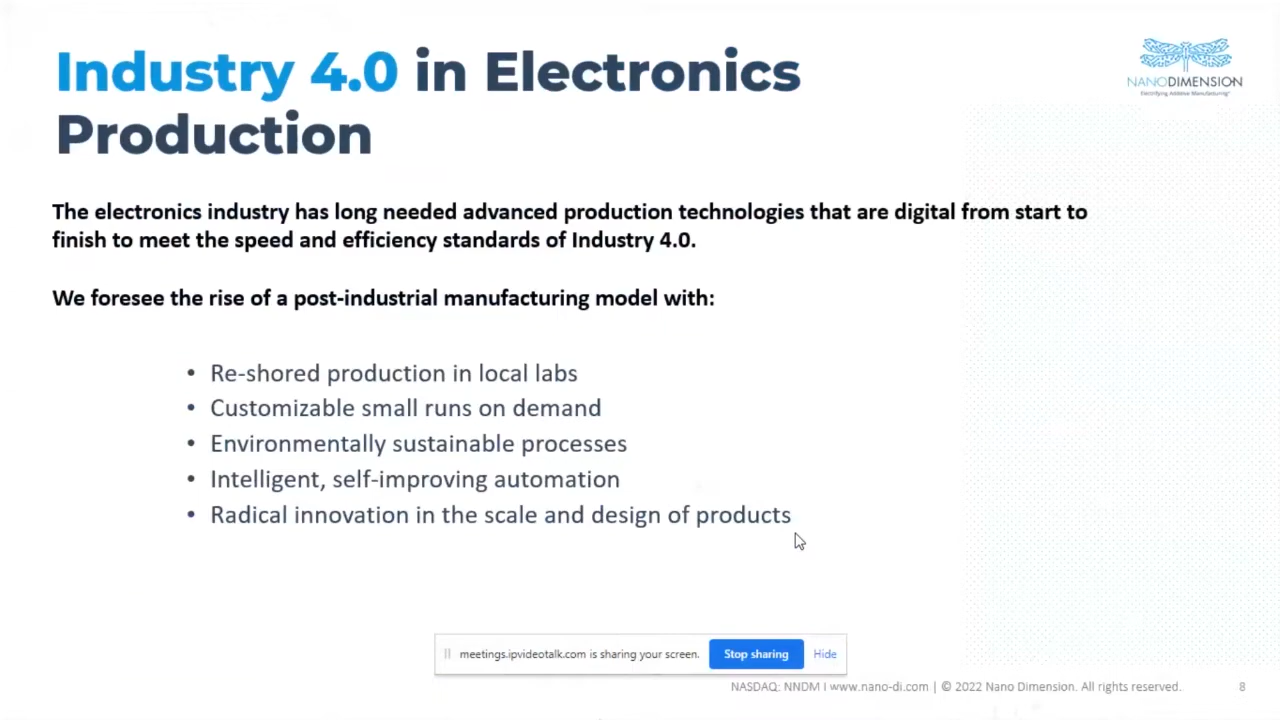 Industry 4.0 in Electronics
Production
NANODIMENSION
Electrifying Additive Manufacturing®
The electronics industry has long needed advanced production technologies that are digital from start to
finish to meet the speed and efficiency standards of Industry 4.0.
We foresee the rise of a post-industrial manufacturing model with:
• Re-shored production in local labs
• Customizable small runs on demand
• Environmentally sustainable processes
• Intelligent, self-improving automation
• Radical innovation in the scale and design of products
meetings.ipvideotalk.com is sharing your screen. Stop sharing Hide
NASDAQ: NNDM I www.nano-di.com | © 2022 Nano Dimension. All rights reserved. 8